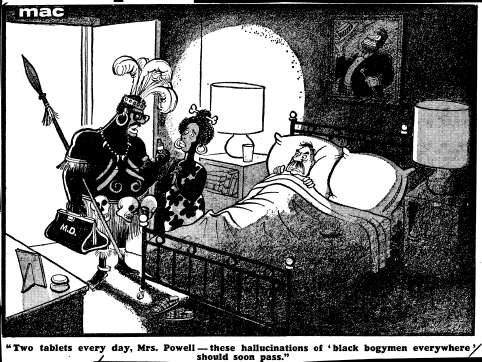 mac
M.D.
"Two tablets every day, Mrs. Powell — these hallucinations of 'black bogymen everywhere'
should soon pass."